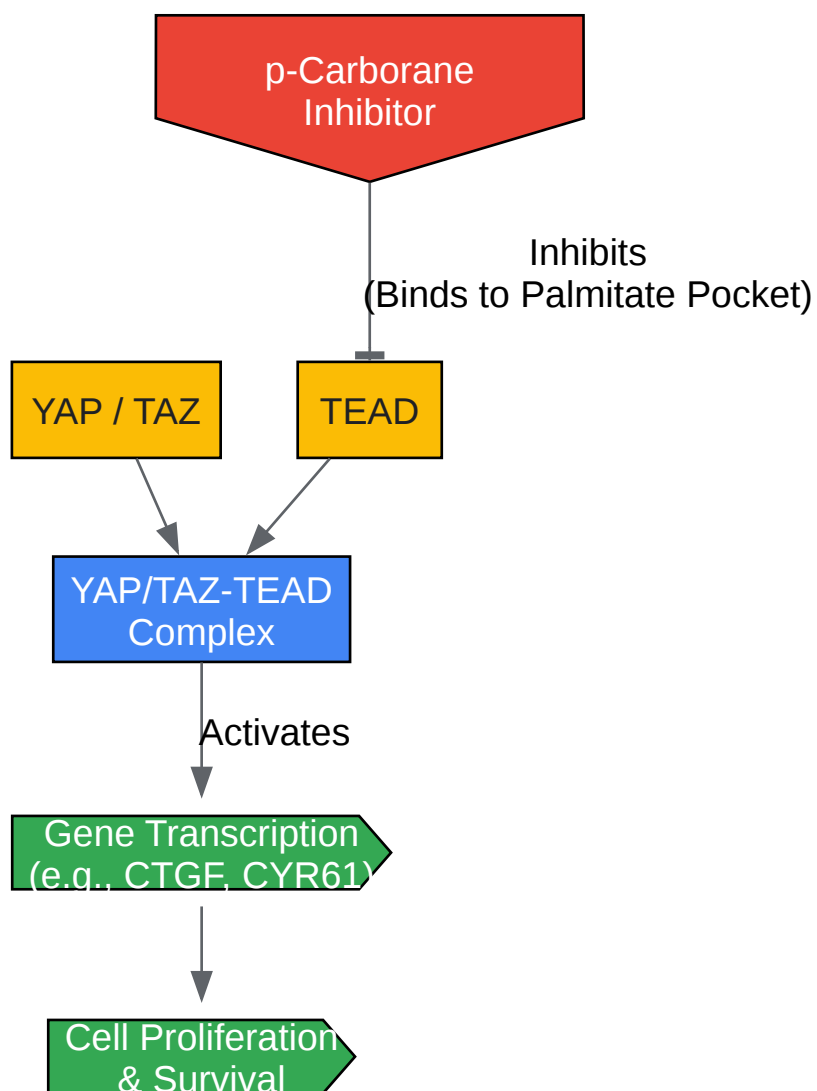 p-Carborane
Inhibitor
Inhibits
(Binds to Palmitate Pocket)
YAP / TAZ
TEAD
YAP/TAZ-TEAD
Complex
Activates
Gene Transcription
(e.g., CTGF, CYR61)
Cell Proliferation
& Survival